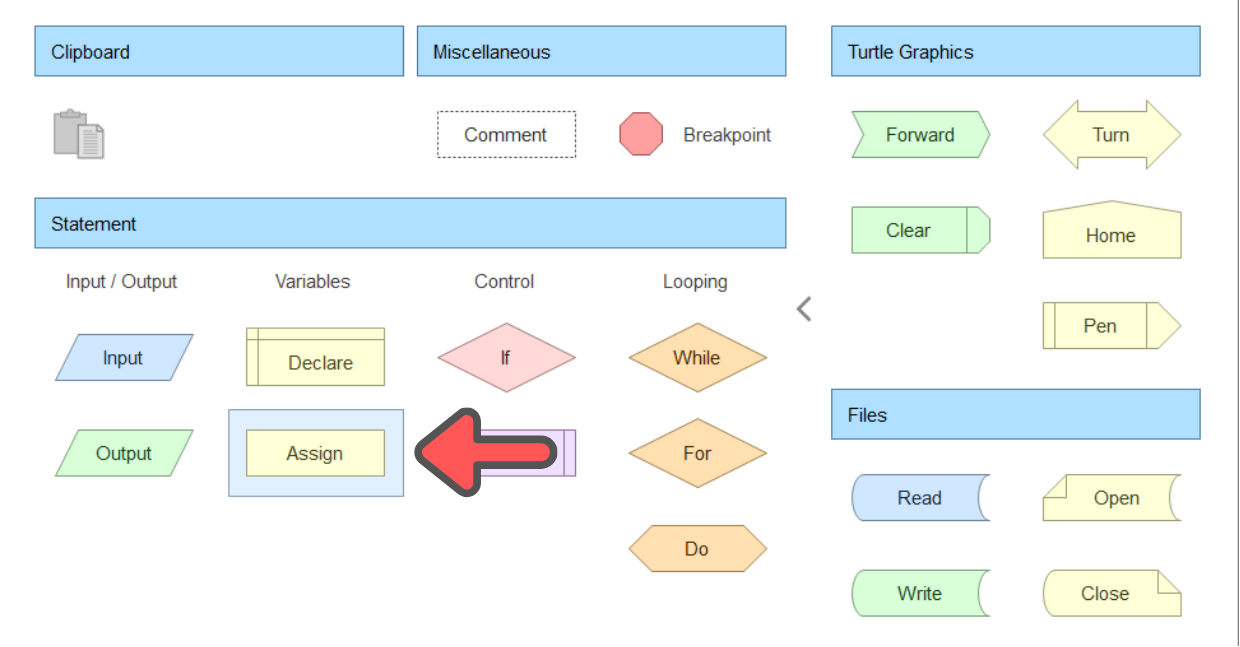 Clipboard
Miscellaneous
Turtle Graphics
Comment
Breakpoint
Forward
Turn
Statement
Clear
Home
Input / Output
Variables
Control
Looping
Pen
Input
Declare
If
While
Files
Output
Assign
For
Read
Open
Do
Write
Close